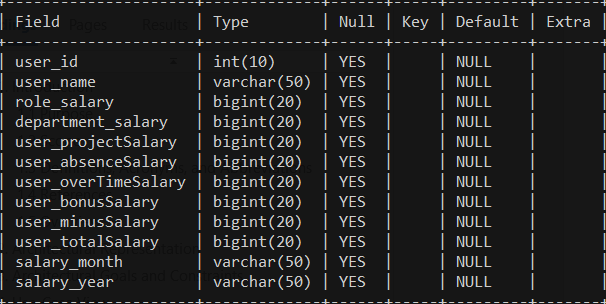 | Field | Type | Null | Key | Default | Extra |
| user_id | int(10) | YES | | NULL | |
| user_name | varchar(50) | YES | | NULL | |
| role_salary | bigint(20) | YES | | NULL | |
| department_salary | bigint(20) | YES | | NULL | |
| user_projectSalary | bigint(20) | YES | | NULL | |
| user_absenceSalary | bigint(20) | YES | | NULL | |
| user_overTimeSalary | bigint(20) | YES | | NULL | |
| user_bonusSalary | bigint(20) | YES | | NULL | |
| user_minusSalary | bigint(20) | YES | | NULL | |
| user_totalSalary | bigint(20) | YES | | NULL | |
| salary_month | varchar(50) | YES | | NULL | |
| salary_year | varchar(50) | YES | | NULL | |